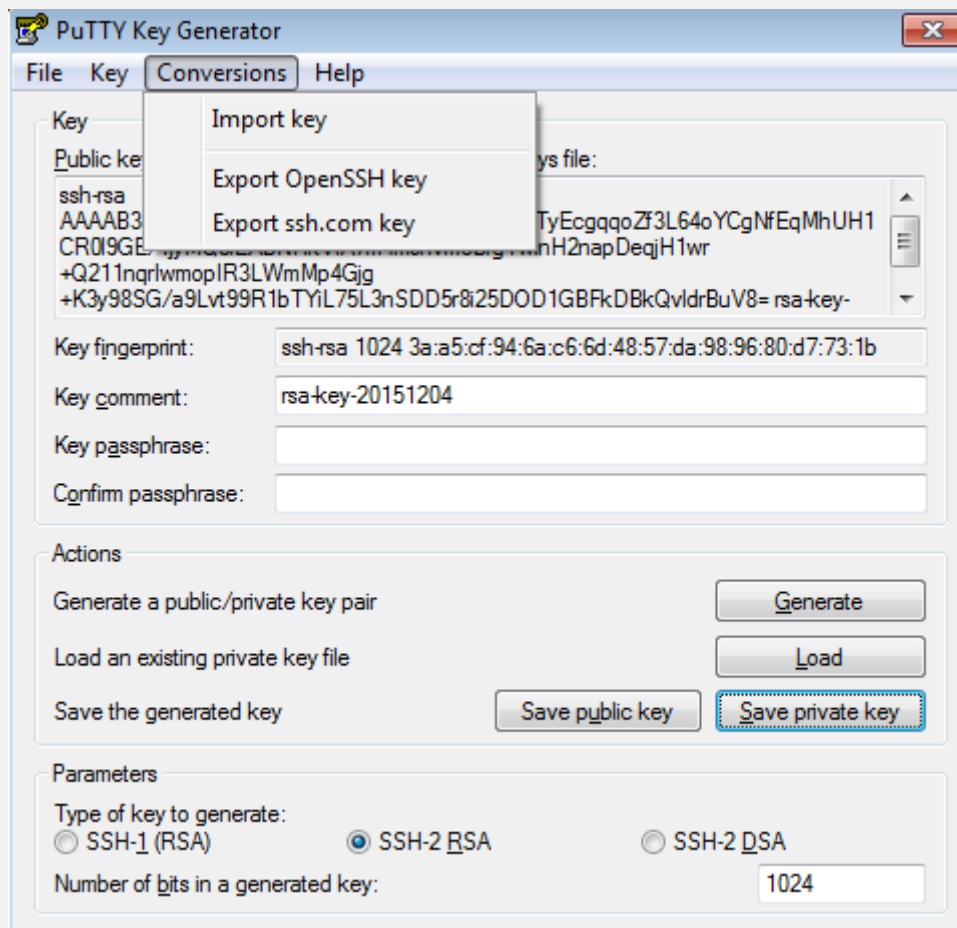 PuTTY Key Generator
File Key Conversions Help
Import key
Export OpenSSH key
Export ssh.com key
Key
Public ke
ys file:
ssh-rsa
AAAAB3
TyEcgqqoZf3L64oYCgNfEqMhUH1
+Q211nqrlwmopIR3LWmMp4Gjg
+K3y98SG/a9Lvt99R1bTYiL75L3nSDD5r8i25DOD1GBFkDBkQvldrBuV8= rsa-key-
Key fingerprint: ssh-rsa 1024 3a:a5:cf:94:6a:c6:6d:48:57:da:98:96:80:d7:73:1b
Key comment: rsa-key-20151204
Key passphrase:
Confirm passphrase:
Actions
Generate a public/private key pair
Generate
Load an existing private key file
Load
Save the generated key
Save public key
Save private key
Parameters
Type of key to generate:
SSH-1 (RSA) SSH-2 RSA SSH-2 DSA
Number of bits in a generated key: 1024